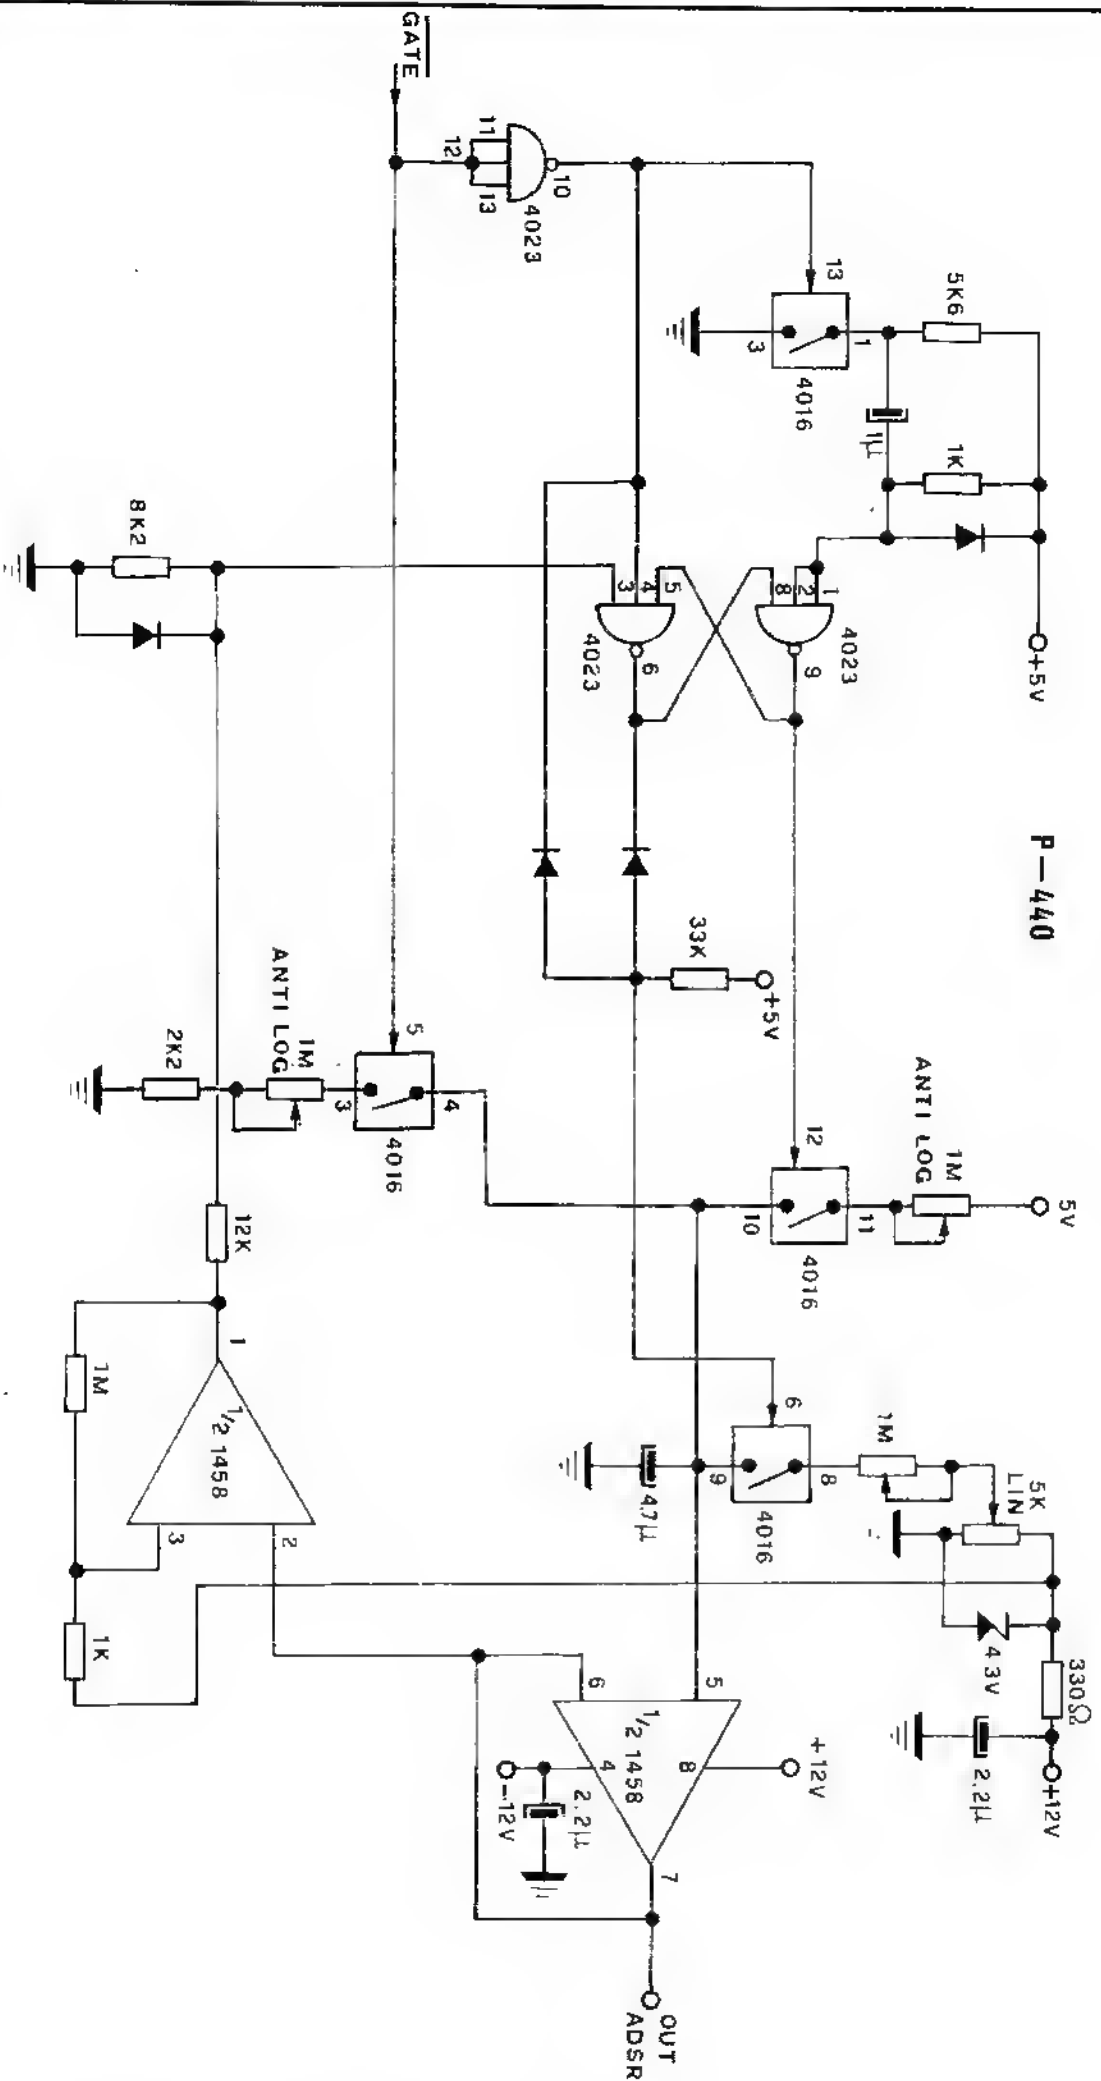 P-440
GATE
11
12
13
10
4023
13
1
3
4016
5K6
1µ
1K
+5V
1
2
8
9
4023
5
4
3
6
4023
8K2
33K
+5V
5
4
3
4016
1M
ANTI LOG
2K2
12
11
10
4016
1M
ANTI LOG
5V
12K
1
1/2 1458
2
3
1M
1K
6
8
9
4016
1M
4.7µ
5K
LIN
4.3V
330Ω
2.2µ
+12V
5
6
1/2 1458
8
4
7
+12V
-12V
2.2µ
OUT
ADSR